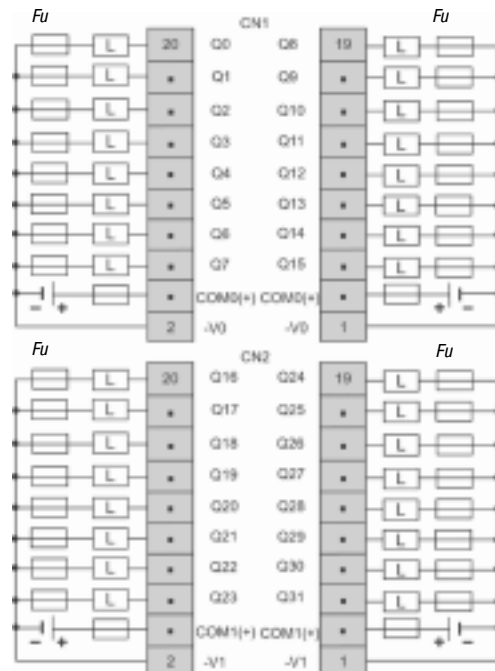 Fu CN1 Fu
L 20 Q0 Q8 19 L
L Q1 Q9 L
L Q2 Q10 L
L Q3 Q11 L
L Q4 Q12 L
L Q5 Q13 L
L Q6 Q14 L
L Q7 Q15 L
- + COM0(+) COM0(+) + -
2 -V0 -V0 1
Fu CN2 Fu
L 20 Q16 Q24 19 L
L Q17 Q25 L
L Q18 Q26 L
L Q19 Q27 L
L Q20 Q28 L
L Q21 Q29 L
L Q22 Q30 L
L Q23 Q31 L
- + COM1(+) COM1(+) + -
2 -V1 -V1 1